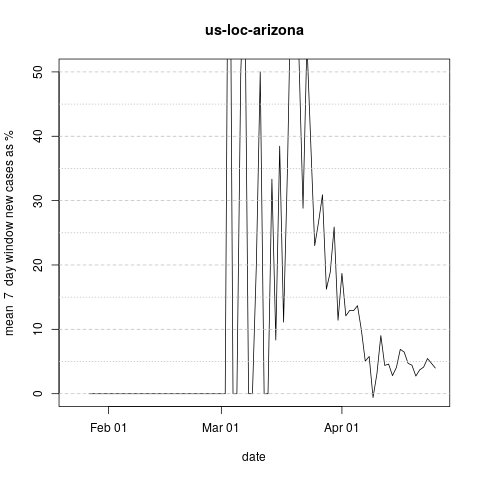 us-loc-arizona
50
40
30
20
10
0
mean 7 day window new cases as %
Feb 01
Mar 01
Apr 01
date